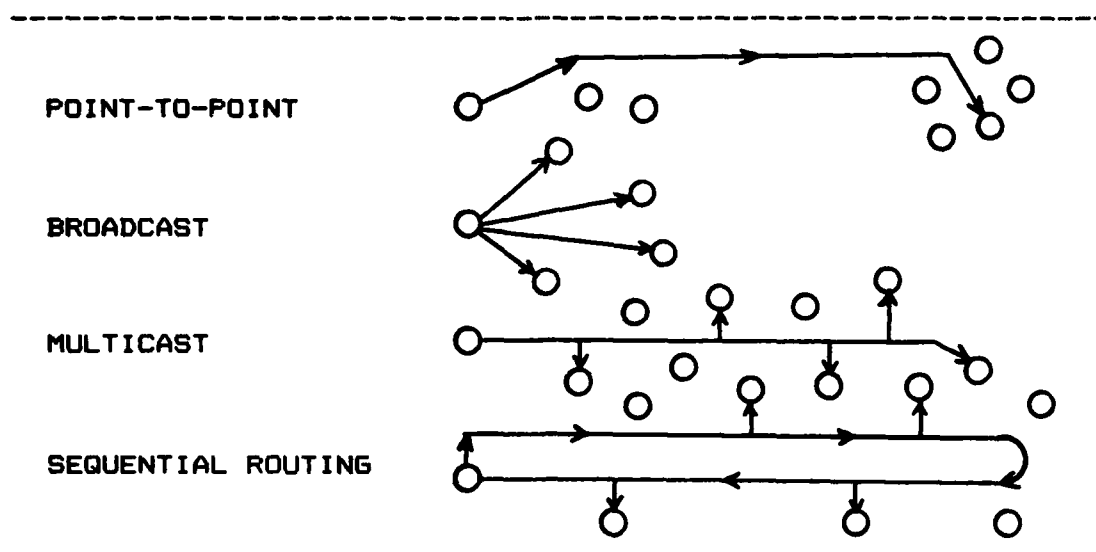 POINT-TO-POINT
BROADCAST
MULTICAST
SEQUENTIAL ROUTING